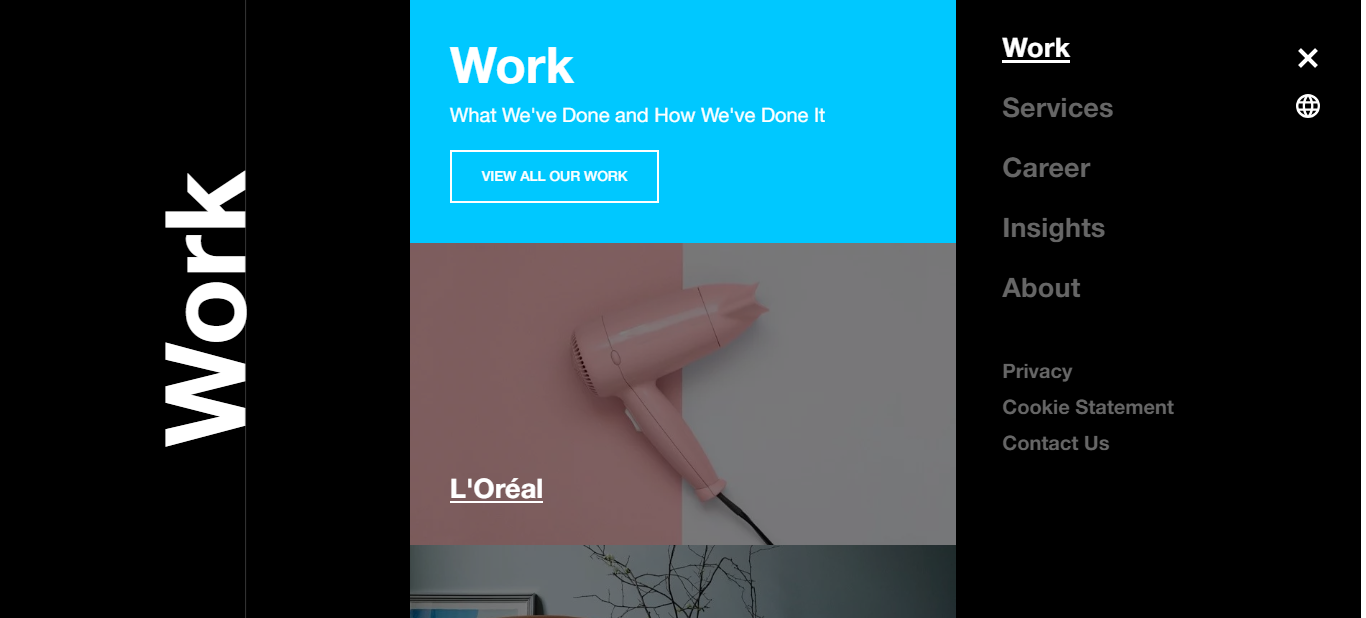 Work
Work
What We've Done and How We've Done It
VIEW ALL OUR WORK
L'Oréal
Work
Services
Career
Insights
About
Privacy
Cookie Statement
Contact Us